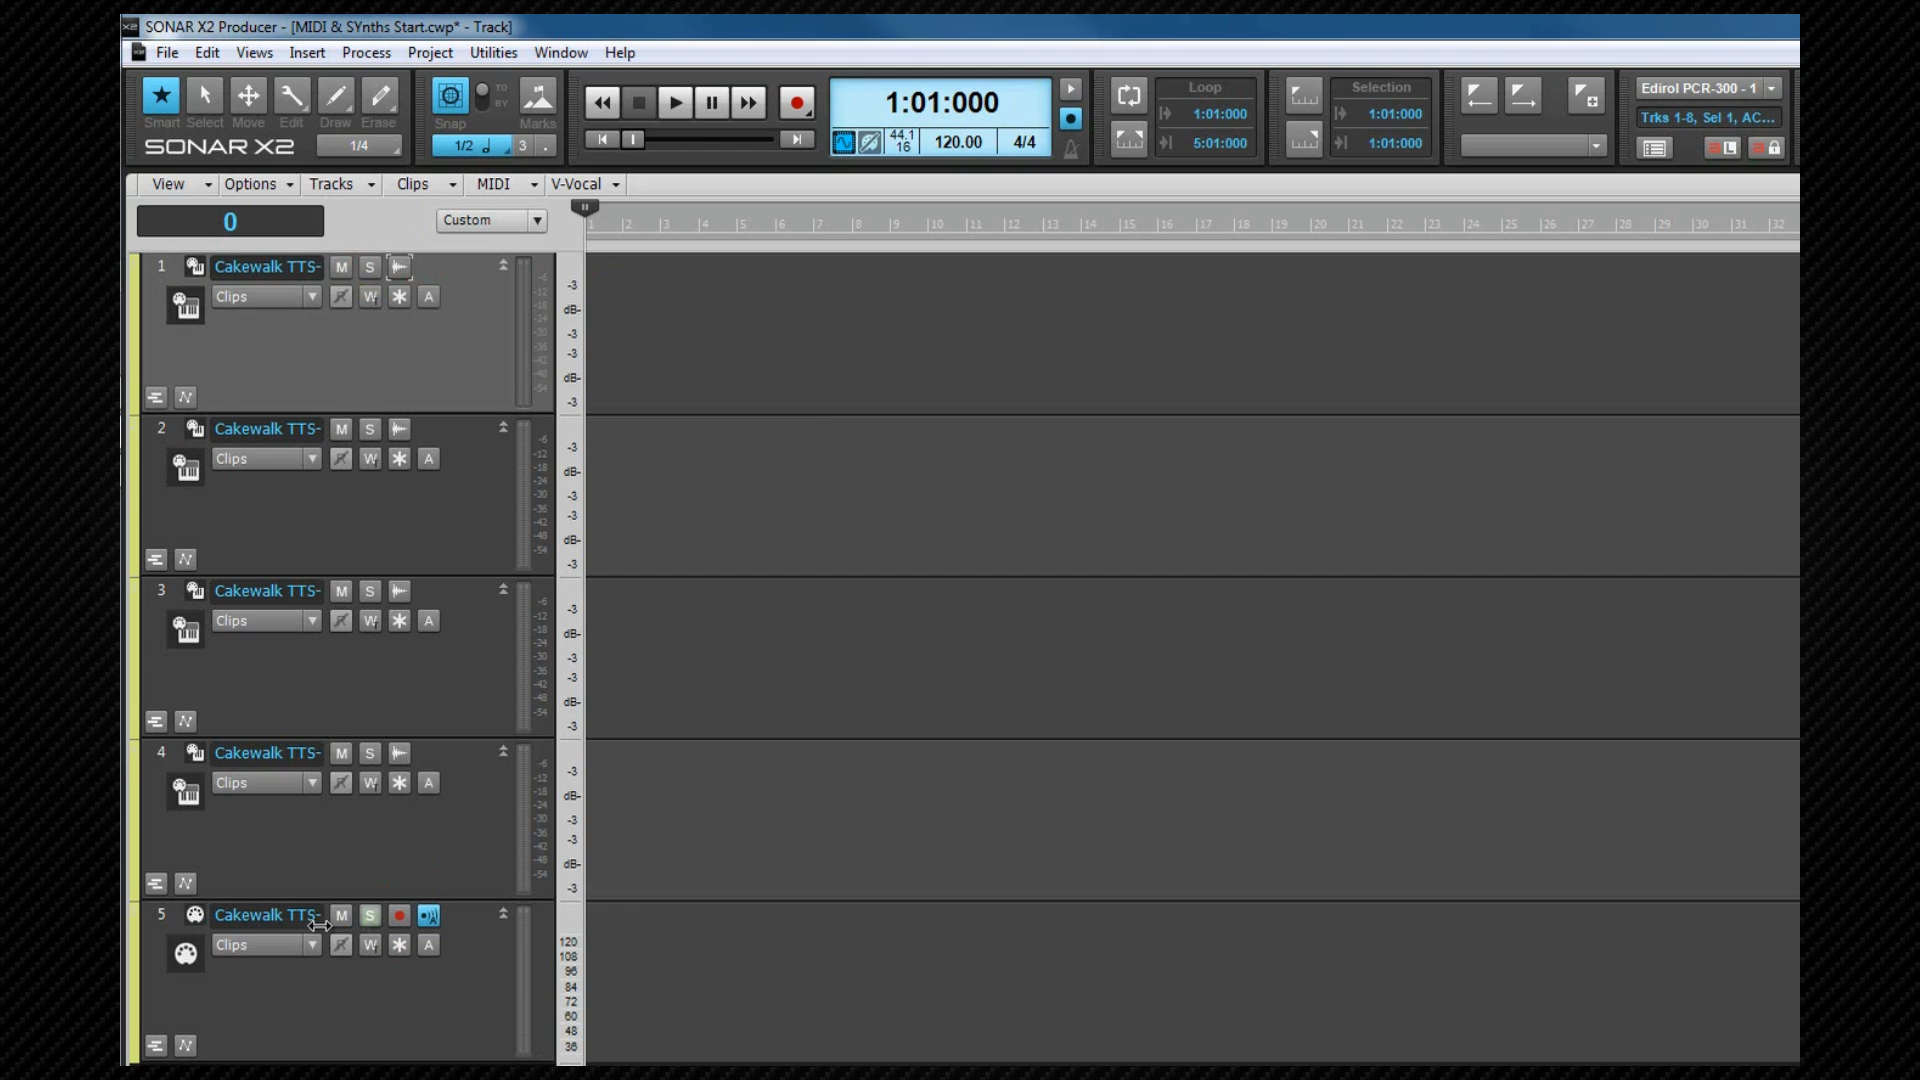 SONAR X2 Producer - [MIDI & SYnths Start.cwp* - Track]
File Edit Views Insert Process Project Utilities Window Help
Smart Select Move Edit Draw Erase
SONAR X2 1/4
TO
BY
Snap Marks
1/2 3 .
1:01:000
44.1
16
120.00 4/4
Loop
1:01:000
5:01:000
Selection
1:01:000
1:01:000
Edirol PCR-300 - 1
Trks 1-8, Sel 1, AC...
L
View Options Tracks Clips MIDI V-Vocal
0 Custom
1 2 3 4 5 6 7 8 9 10 11 12 13 14 15 16 17 18 19 20 21 22 23 24 25 26 27 28 29 30 31 32
1 Cakewalk TTS- M S
Clips R W A
-6
-12
-18
-24
-30
-36
-42
-48
-54
-3
dB-
-3
-3
dB-
-3
2 Cakewalk TTS- M S
Clips R W A
-6
-12
-18
-24
-30
-36
-42
-48
-54
-3
dB-
-3
-3
dB-
-3
3 Cakewalk TTS- M S
Clips R W A
-6
-12
-18
-24
-30
-36
-42
-48
-54
-3
dB-
-3
-3
dB-
-3
4 Cakewalk TTS- M S
Clips R W A
-6
-12
-18
-24
-30
-36
-42
-48
-54
-3
dB-
-3
-3
dB-
-3
5 Cakewalk TTS- M S
Clips R W A
120
108
96
84
72
60
48
36